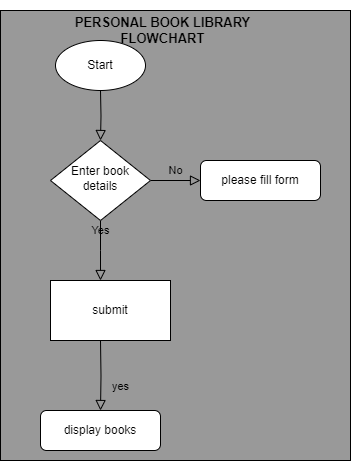 PERSONAL BOOK LIBRARY
FLOWCHART
Start
Enter book
details
No
please fill form
Yes
submit
yes
display books